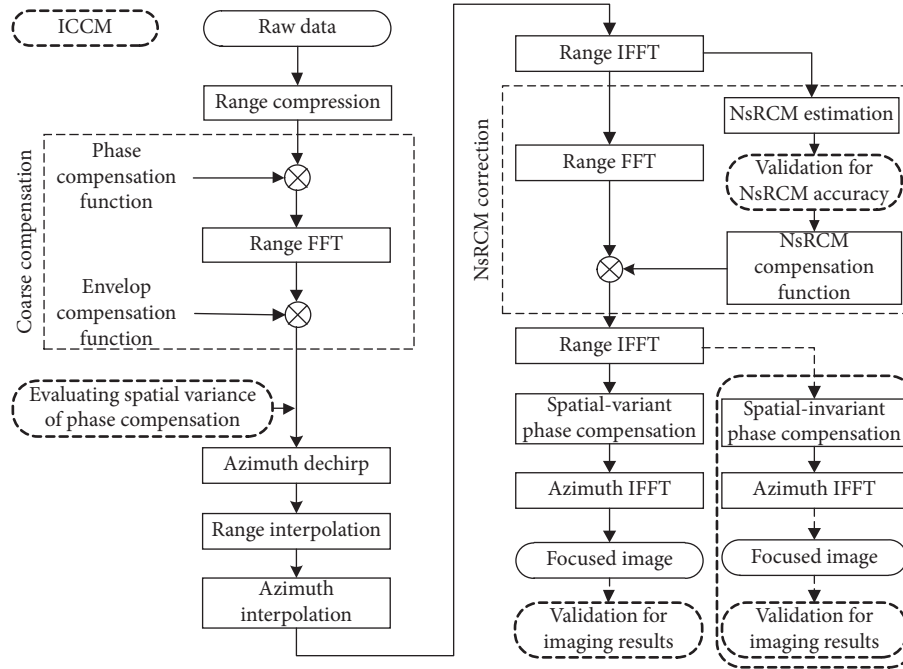 ICCM
Raw data
Range compression
Coarse compensation
Phase
compensation
function
Range FFT
Envelop
compensation
function
Evaluating spatial variance
of phase compensation
Azimuth dechirp
Range interpolation
Azimuth
interpolation
Range IFFT
NsRCM correction
NsRCM estimation
Range FFT
Validation for
NsRCM accuracy
NsRCM
compensation
function
Range IFFT
Spatial-variant
phase compensation
Azimuth IFFT
Focused image
Validation for
imaging results
Spatial-invariant
phase compensation
Azimuth IFFT
Focused image
Validation for
imaging results